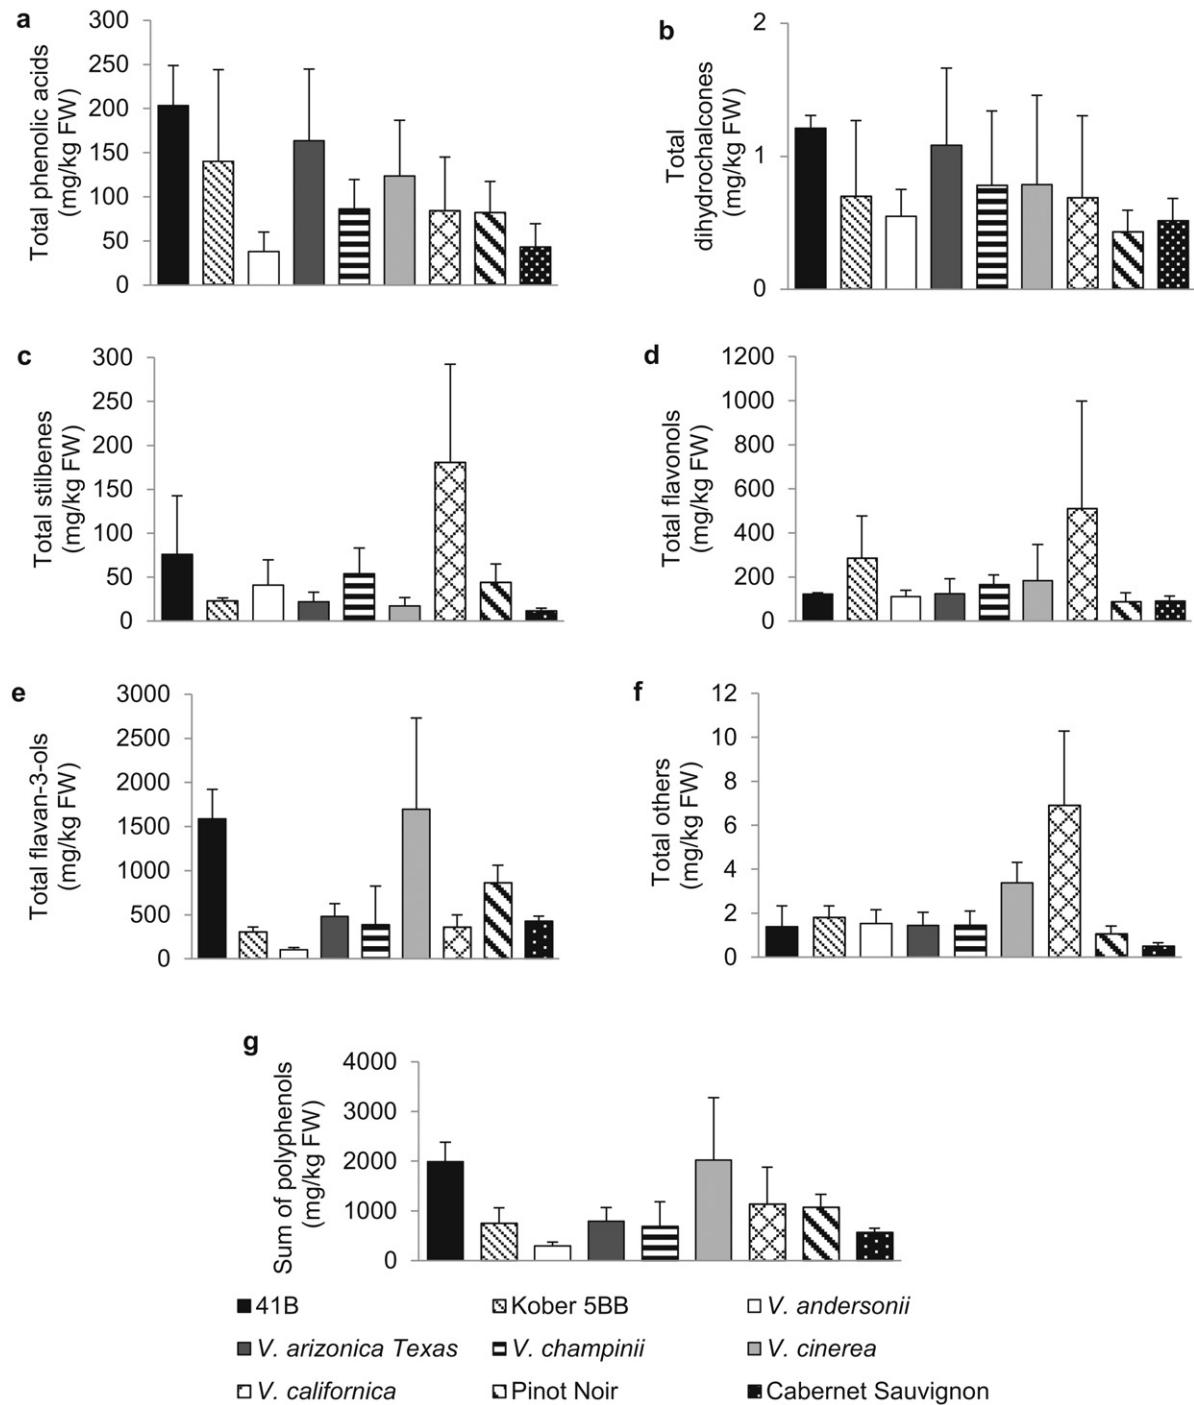 a
Total phenolic acids
(mg/kg FW)
300
250
200
150
100
50
0
b
Total
dihydrochalcones
(mg/kg FW)
2
1
0
c
Total stilbenes
(mg/kg FW)
300
250
200
150
100
50
0
d
Total flavonols
(mg/kg FW)
1200
1000
800
600
400
200
0
e
Total flavan-3-ols
(mg/kg FW)
3000
2500
2000
1500
1000
500
0
f
Total others
(mg/kg FW)
12
10
8
6
4
2
0
g
Sum of polyphenols
(mg/kg FW)
4000
3000
2000
1000
0
41B
Kober 5BB
V. andersonii
V. arizonica Texas
V. champinii
V. cinerea
V. californica
Pinot Noir
Cabernet Sauvignon